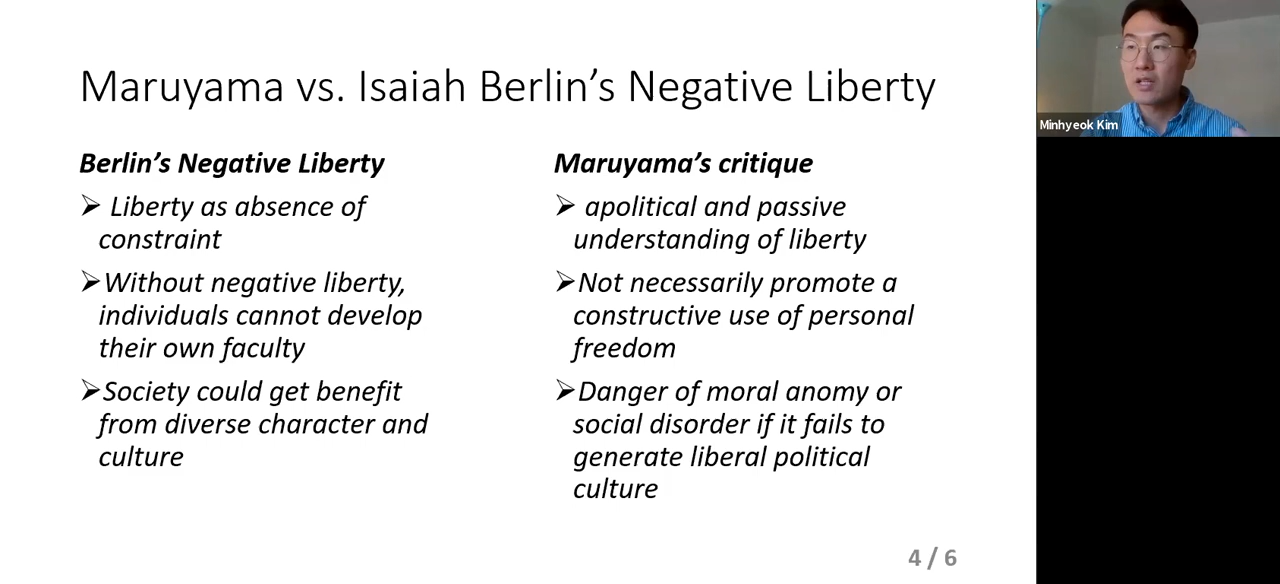 Maruyama vs. Isaiah Berlin's Negative Liberty
Berlin's Negative Liberty
Liberty as absence of
constraint
Without negative liberty,
individuals cannot develop
their own faculty
Society could get benefit
from diverse character and
culture
Maruyama's critique
apolitical and passive
understanding of liberty
Not necessarily promote a
constructive use of personal
freedom
Danger of moral anomy or
social disorder if it fails to
generate liberal political
culture
4 / 6
Minhyeok Kim